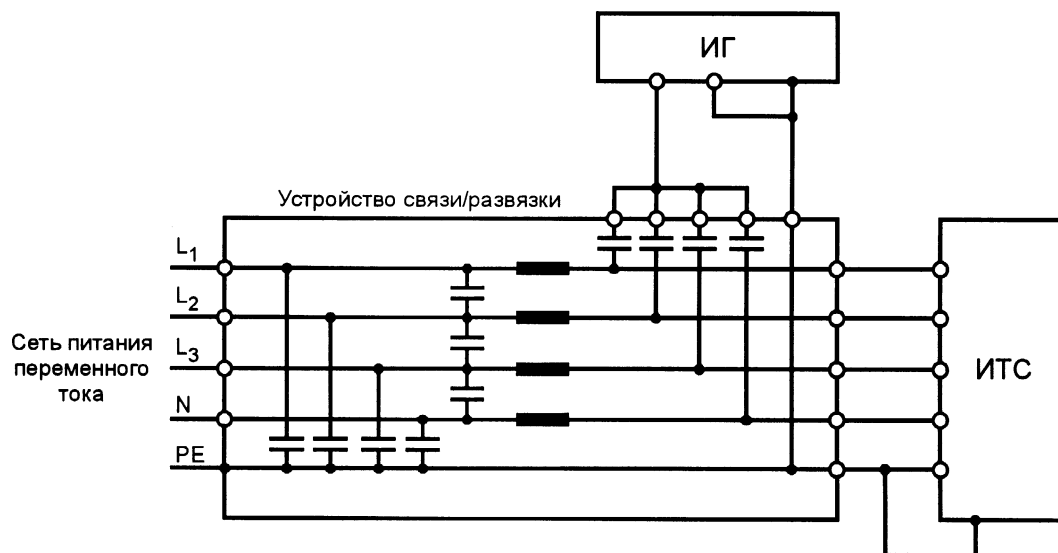 ИГ
Устройство связи/развязки
L1
L2
L3
N
PE
Сеть питания
переменного
тока
ИТС